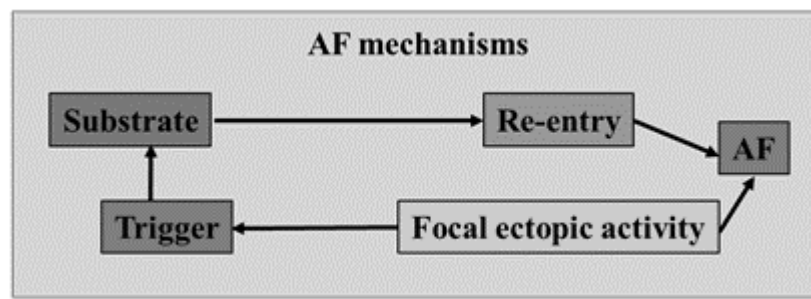 AF mechanisms
Substrate
Re-entry
AF
Trigger
Focal ectopic activity